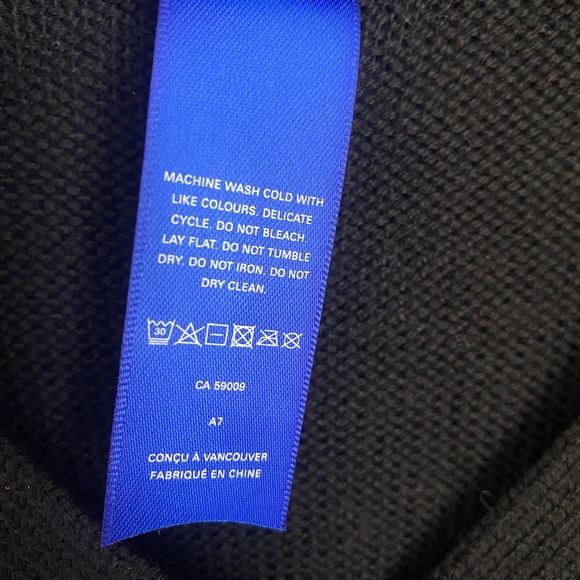 MACHINE WASH COLD WITH
LIKE COLOURS. DELICATE
CYCLE. DO NOT BLEACH.
LAY FLAT. DO NOT TUMBLE
DRY. DO NOT IRON. DO NOT
DRY CLEAN.
30
CA 59009
A7
CONÇU À VANCOUVER
FABRIQUÉ EN CHINE